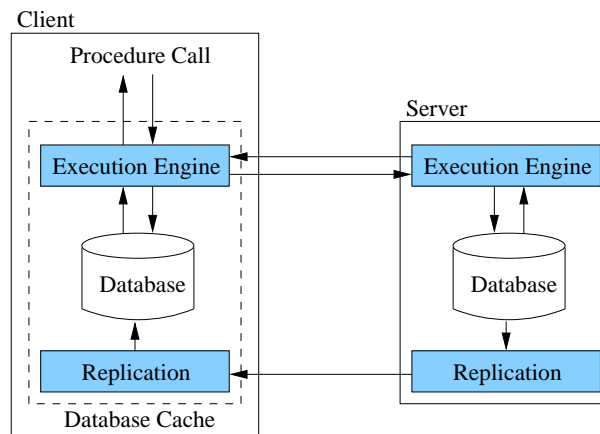 Client
Procedure Call
Execution Engine
Database
Replication
Database Cache
Server
Execution Engine
Database
Replication